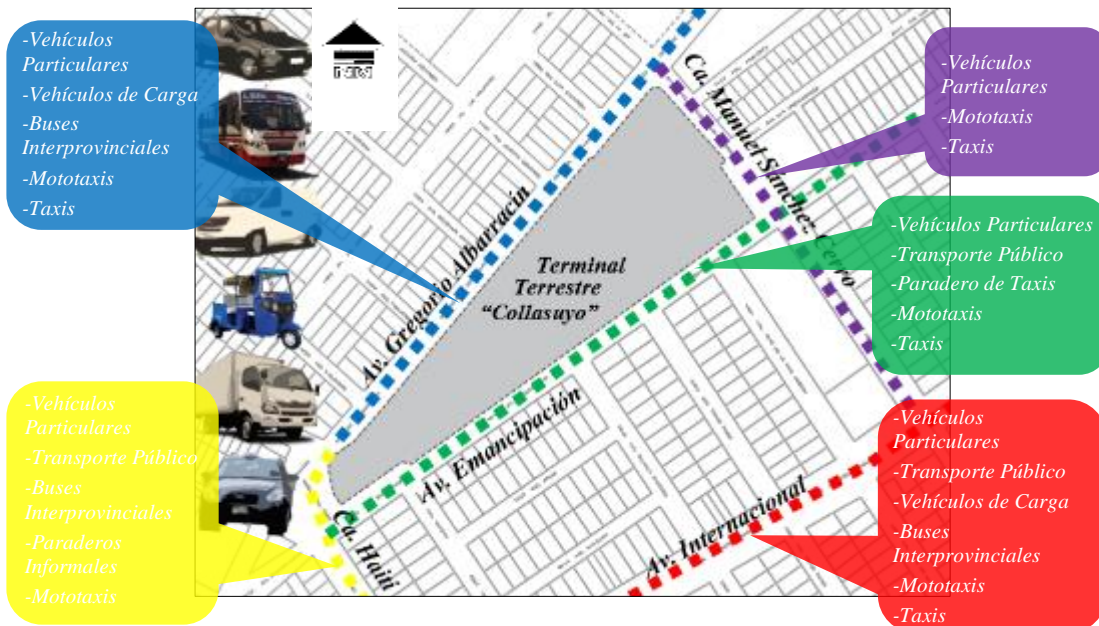 -Vehículos
Particulares
-Vehículos de Carga
-Buses
Interprovinciales
-Mototaxis
-Taxis
-Vehículos
Particulares
-Mototaxis
-Taxis
-Vehículos Particulares
-Transporte Público
-Paradero de Taxis
-Mototaxis
-Taxis
-Vehículos
Particulares
-Transporte Público
-Buses
Interprovinciales
-Paraderos
Informales
-Mototaxis
-Vehículos
Particulares
-Transporte Público
-Vehículos de Carga
-Buses
Interprovinciales
-Mototaxis
-Taxis
Ca. Manuel Sánchez Cerro
Av. Gregorio Albarracín
Terminal
Terrestre
“Collasuyo”
Av. Emancipación
Ca. Haiti
Av. Internacional